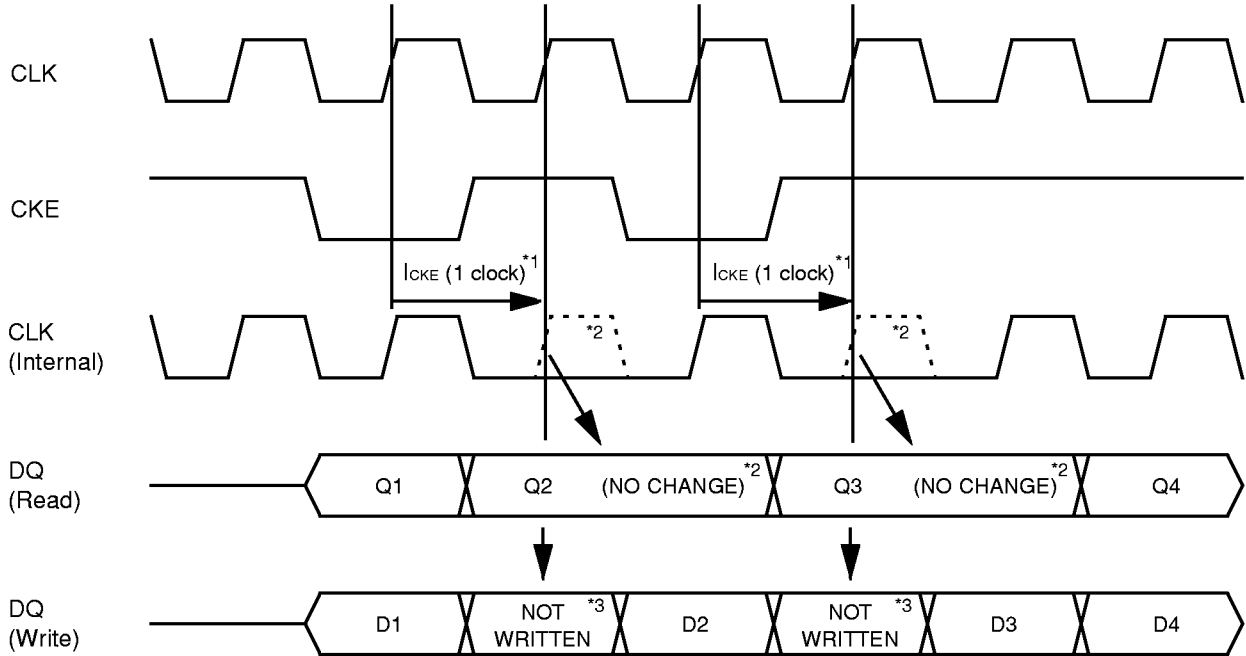 CLK
CKE
ICKE (1 clock)*1
ICKE (1 clock)*1
CLK
(Internal)
*2
*2
DQ
(Read)
Q1
Q2
(NO CHANGE)*2
Q3
(NO CHANGE)*2
Q4
DQ
(Write)
D1
NOT *3
WRITTEN
D2
NOT *3
WRITTEN
D3
D4